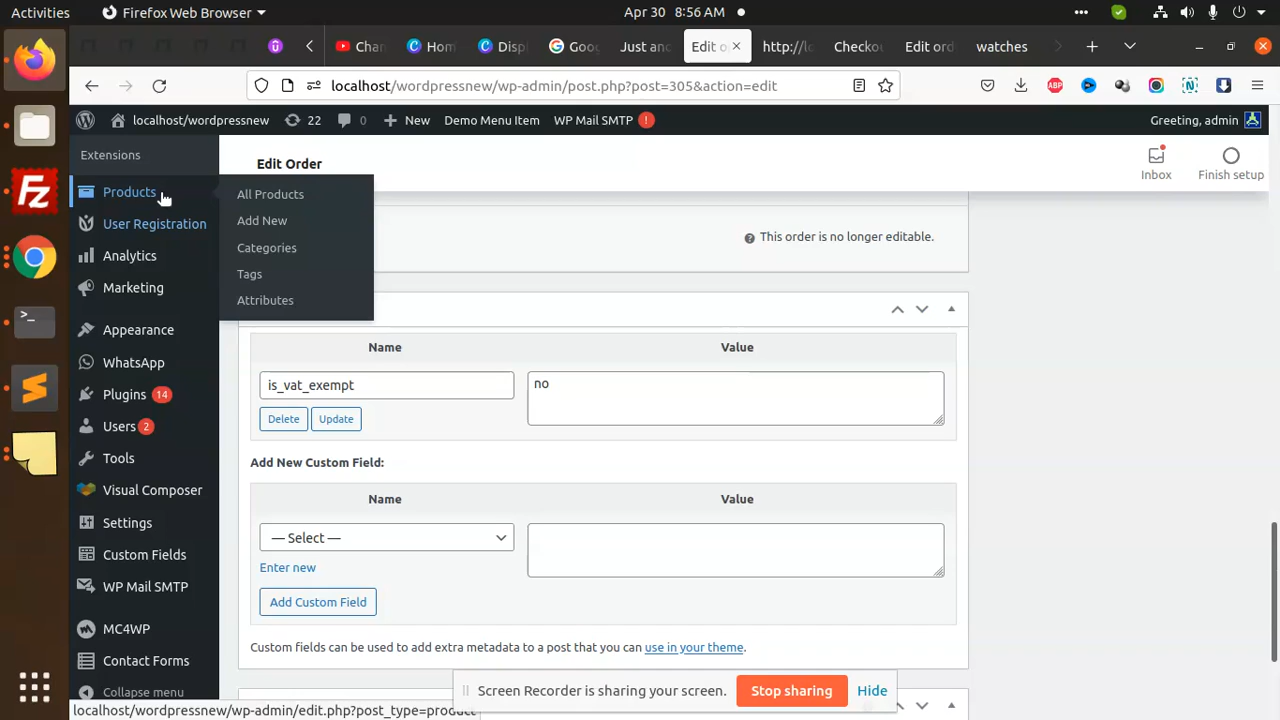 Activities Firefox Web Browser Apr 30 8:56 AM
Chan Hom Disp Goo Just and Edit o http://lo Checkou Edit ord watches
localhost/wordpressnew/wp-admin/post.php?post=305&action=edit
localhost/wordpressnew 22 0 New Demo Menu Item WP Mail SMTP ! Greeting, admin
Extensions
Products
User Registration
Analytics
Marketing
Appearance
WhatsApp
Plugins 14
Users 2
Tools
Visual Composer
Settings
Custom Fields
WP Mail SMTP
MC4WP
Contact Forms
Collapse menu
All Products
Add New
Categories
Tags
Attributes
Edit Order
Inbox
Finish setup
This order is no longer editable.
Name Value
is_vat_exempt no
Delete Update
Add New Custom Field:
Name Value
— Select —
Enter new
Add Custom Field
Custom fields can be used to add extra metadata to a post that you can use in your theme.
Screen Recorder is sharing your screen. Stop sharing Hide
localhost/wordpressnew/wp-admin/edit.php?post_type=product